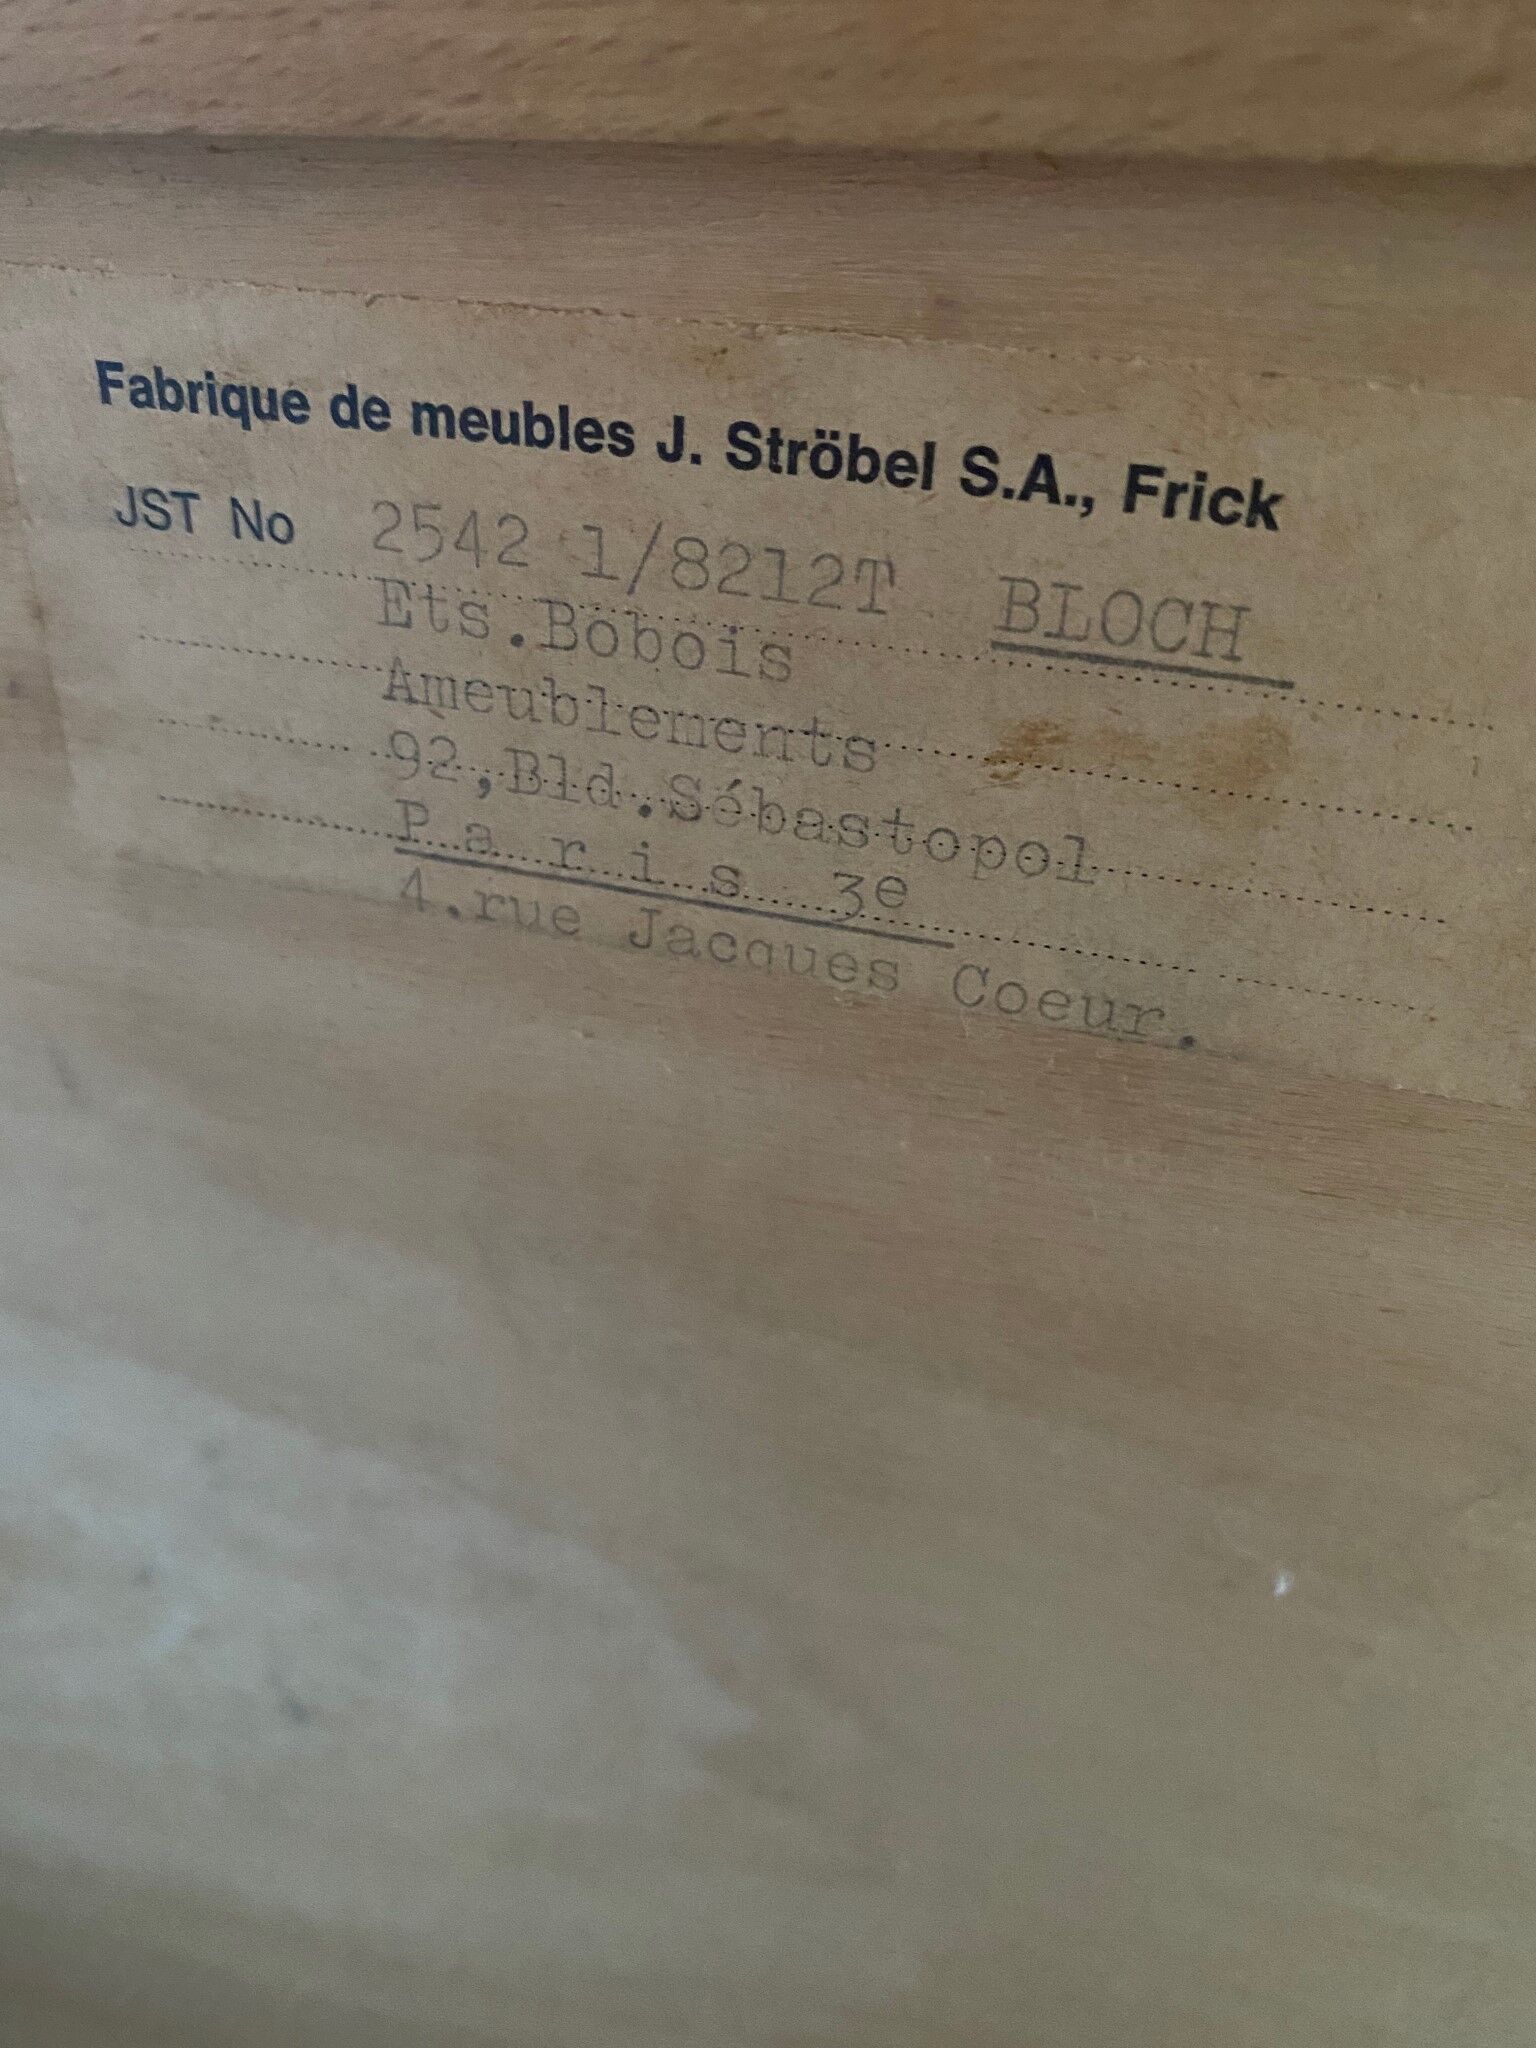 Fabrique de meubles J. Ströbel S.A., Frick
JST No 2542 1/8212T BLOCH
Ets.Bobois
Ameublements
92,Bld.Sébastopol
P a r i s 3e
4.rue Jacques Coeur.